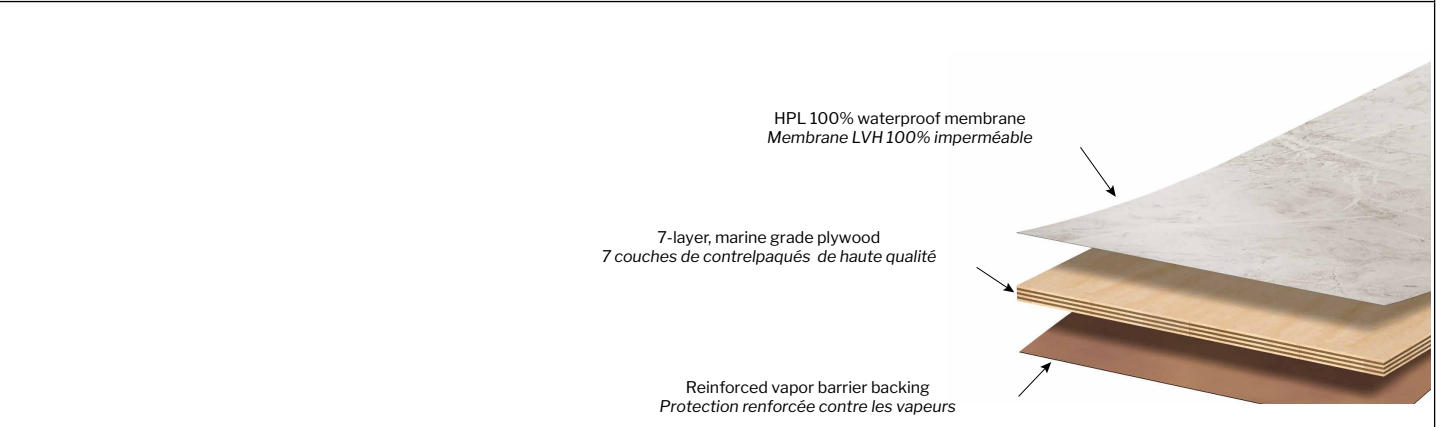 HPL 100% waterproof membrane
Membrane LVH 100% imperméable
7-layer, marine grade plywood
7 couches de contrelpaqués  de haute qualité
Reinforced vapor barrier backing
Protection renforcée contre les vapeurs